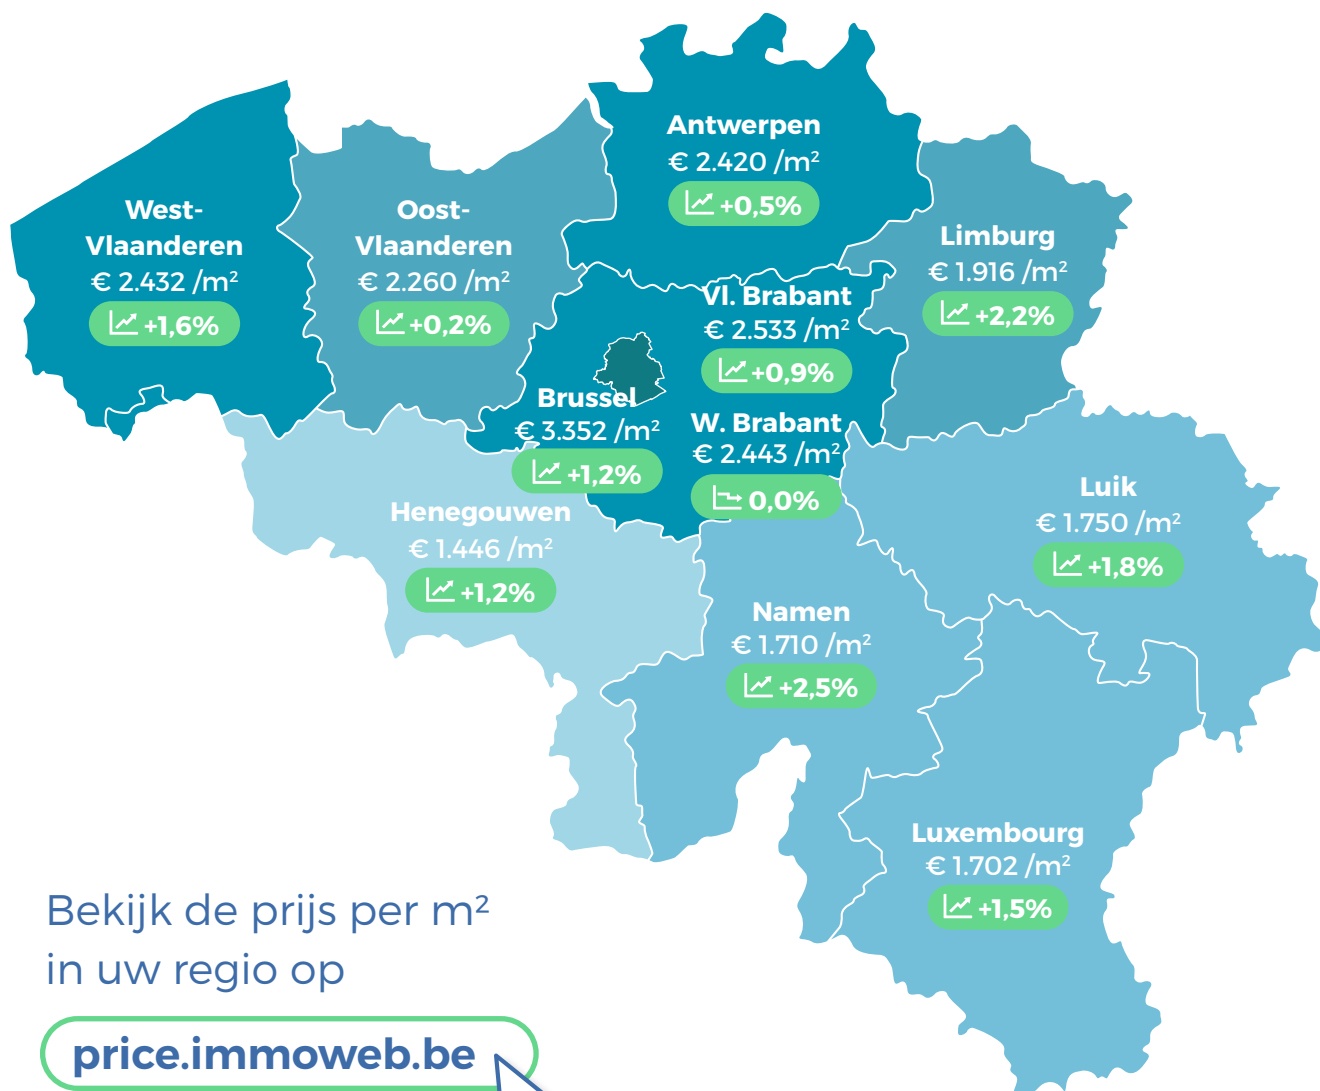 Antwerpen
€ 2.420 /m²
+0,5%
West-
Vlaanderen
€ 2.432 /m²
+1,6%
Oost-
Vlaanderen
€ 2.260 /m²
+0,2%
Limburg
€ 1.916 /m²
+2,2%
Vl. Brabant
€ 2.533 /m²
+0,9%
Brussel
€ 3.352 /m²
+1,2%
W. Brabant
€ 2.443 /m²
0,0%
Henegouwen
€ 1.446 /m²
+1,2%
Luik
€ 1.750 /m²
+1,8%
Namen
€ 1.710 /m²
+2,5%
Luxembourg
€ 1.702 /m²
+1,5%
Bekijk de prijs per m²
in uw regio op
price.immoweb.be